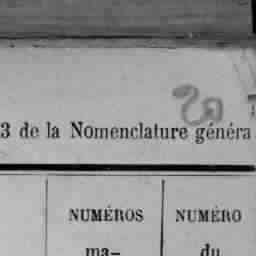 3 de la Nomenclature généra
NUMÉROS NUMÉRO
ma- du